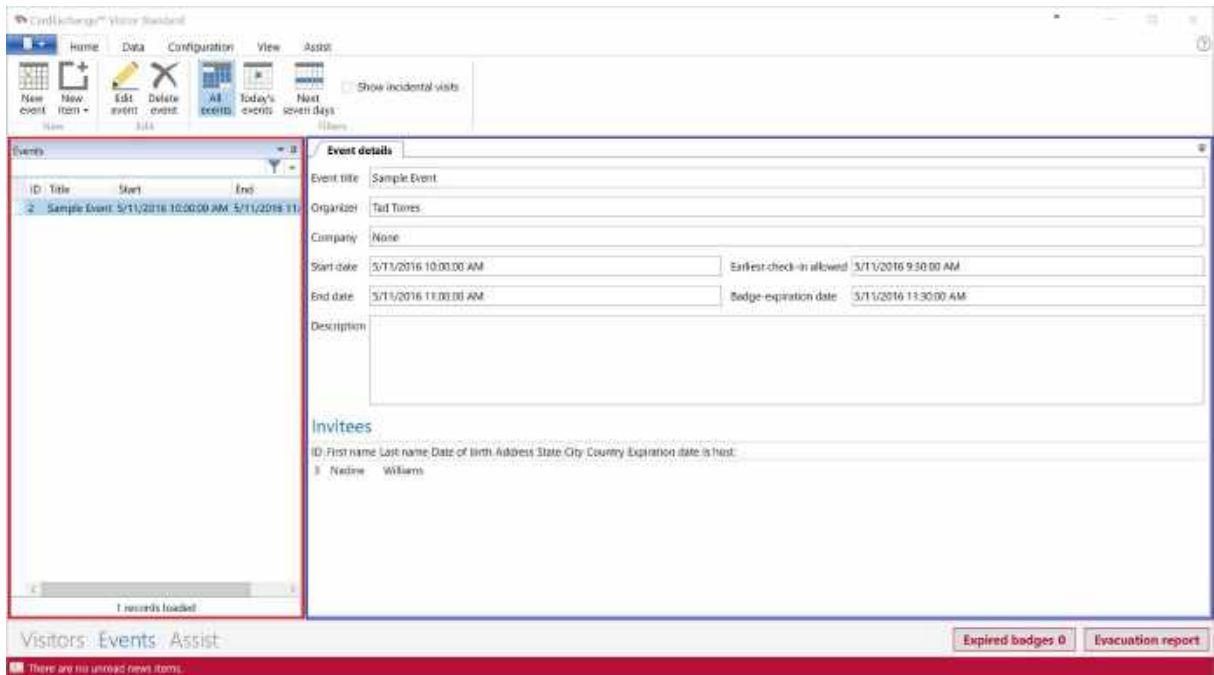 CardExchange™ Visitor Standard
Home Data Configuration View Assist
New event New item Edit event Delete event All events Today's events Next seven days Show incidental visits
New Edit Filters
Events
ID Title Start End
2 Sample Event 5/11/2016 10:00:00 AM 5/11/2016 11:
1 records loaded
Event details
Event title Sample Event
Organizer Ted Torres
Company None
Start date 5/11/2016 10:00:00 AM Earliest check-in allowed 5/11/2016 9:30:00 AM
End date 5/11/2016 11:00:00 AM Badge-expiration date 5/11/2016 11:30:00 AM
Description
Invitees
ID First name Last name Date of birth Address State City Country Expiration date Is host
3 Nadine Williams
Visitors Events Assist
Expired badges 0 Evacuation report
There are no unread news items.